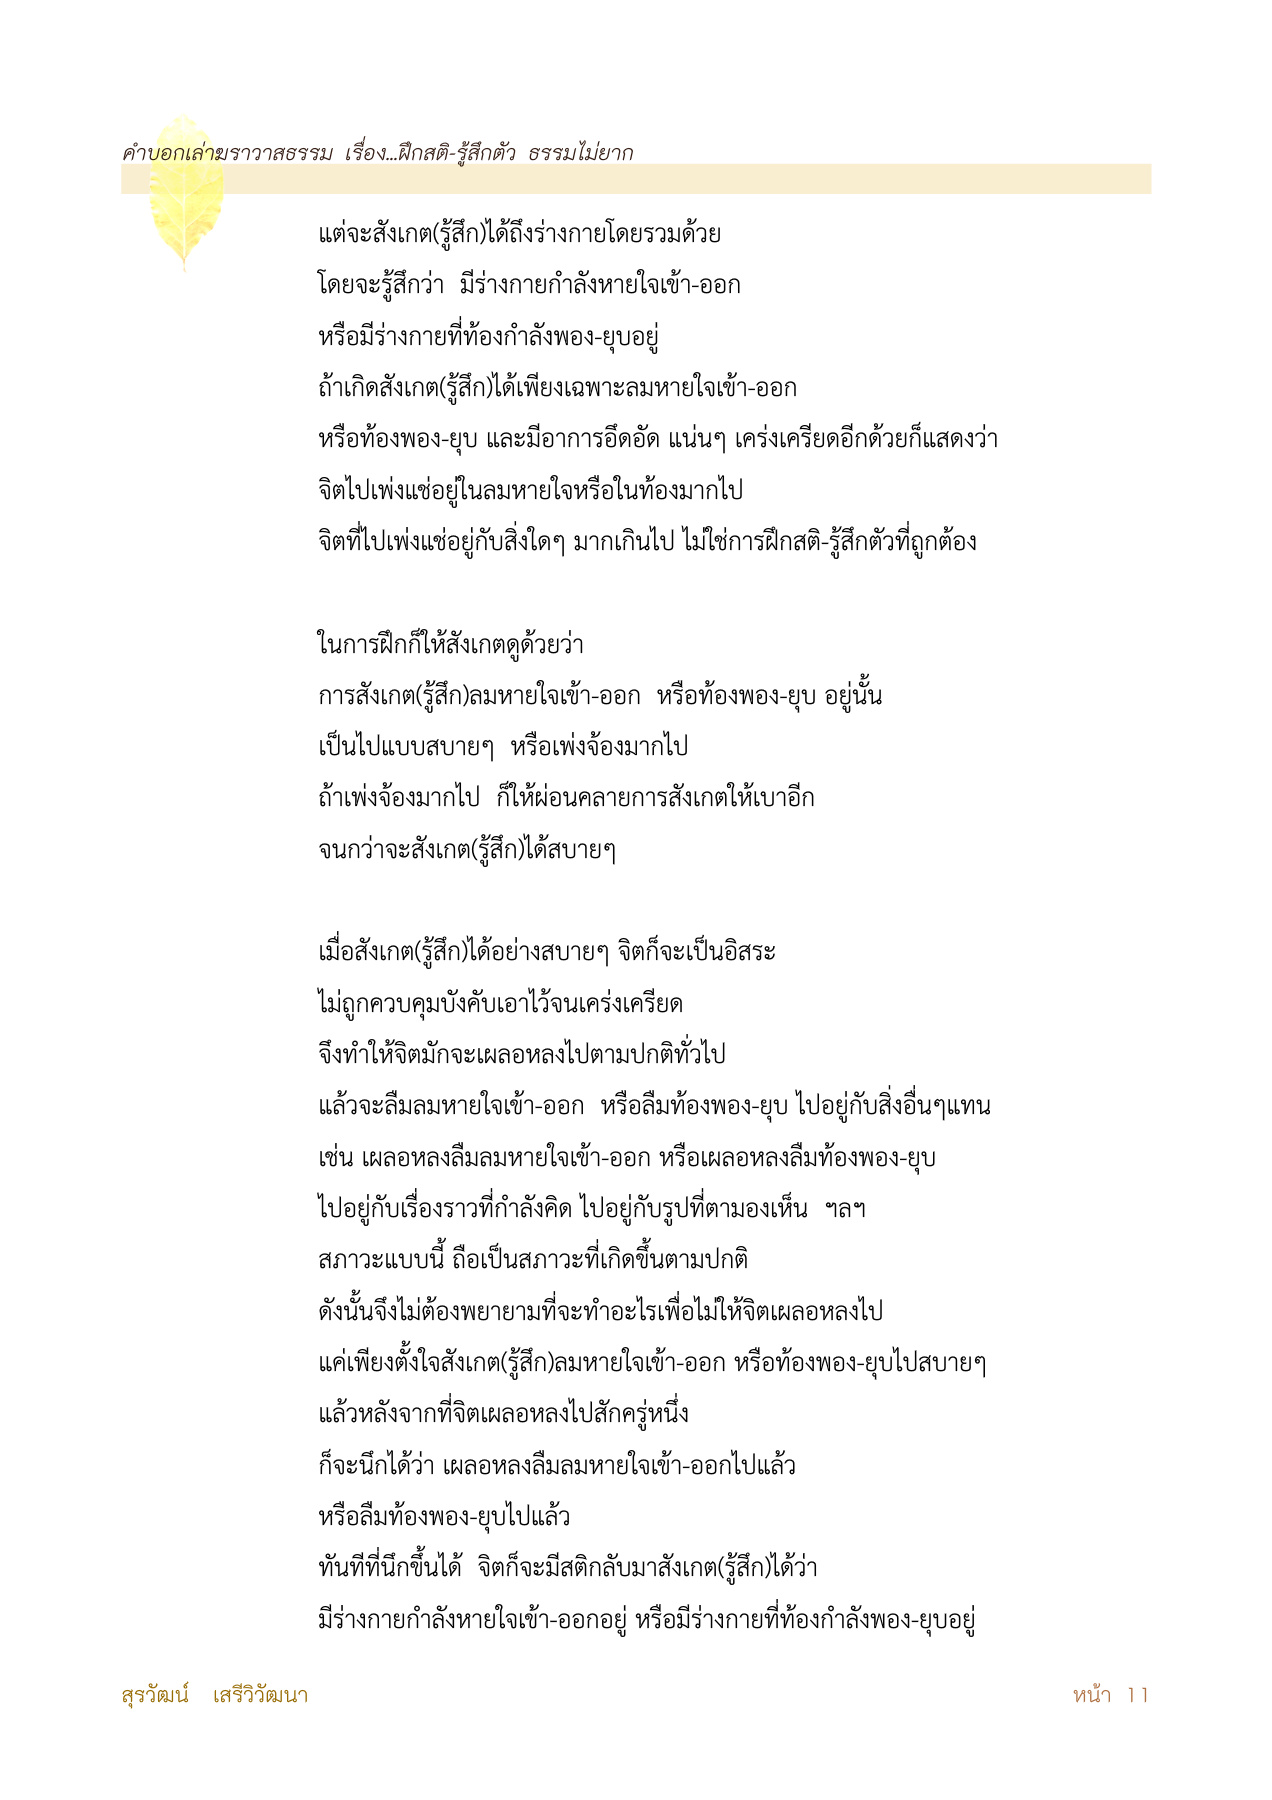 คำบอกเล่าฆราวาสธรรม เรื่อง...ฝึกสติ-รู้สึกตัว ธรรมไม่ยาก
แต่จะสังเกต(รู้สึก)ได้ถึงร่างกายโดยรวมด้วย
โดยจะรู้สึกว่า มีร่างกายกำลังหายใจเข้า-ออก
หรือมีร่างกายที่ท้องกำลังพอง-ยุบอยู่
ถ้าเกิดสังเกต(รู้สึก)ได้เพียงเฉพาะลมหายใจเข้า-ออก
หรือท้องพอง-ยุบ และมีอาการอึดอัด แน่นๆ เคร่งเครียดอีกด้วยก็แสดงว่า
จิตไปเพ่งแช่อยู่ในลมหายใจหรือในท้องมากไป
จิตที่ไปเพ่งแช่อยู่กับสิ่งใดๆ มากเกินไป ไม่ใช่การฝึกสติ-รู้สึกตัวที่ถูกต้อง
ในการฝึกก็ให้สังเกตดูด้วยว่า
การสังเกต(รู้สึก)ลมหายใจเข้า-ออก หรือท้องพอง-ยุบ อยู่นั้น
เป็นไปแบบสบายๆ หรือเพ่งจ้องมากไป
ถ้าเพ่งจ้องมากไป ก็ให้ผ่อนคลายการสังเกตให้เบาอีก
จนกว่าจะสังเกต(รู้สึก)ได้สบายๆ
เมื่อสังเกต(รู้สึก)ได้อย่างสบายๆ จิตก็จะเป็นอิสระ
ไม่ถูกควบคุมบังคับเอาไว้จนเคร่งเครียด
จึงทำให้จิตมักจะเผลอหลงไปตามปกติทั่วไป
แล้วจะลืมลมหายใจเข้า-ออก หรือลืมท้องพอง-ยุบ ไปอยู่กับสิ่งอื่นๆแทน
เช่น เผลอหลงลืมลมหายใจเข้า-ออก หรือเผลอหลงลืมท้องพอง-ยุบ
ไปอยู่กับเรื่องราวที่กำลังคิด ไปอยู่กับรูปที่ตามองเห็น ฯลฯ
สภาวะแบบนี้ ถือเป็นสภาวะที่เกิดขึ้นตามปกติ
ดังนั้นจึงไม่ต้องพยายามที่จะทำอะไรเพื่อไม่ให้จิตเผลอหลงไป
แค่เพียงตั้งใจสังเกต(รู้สึก)ลมหายใจเข้า-ออก หรือท้องพอง-ยุบไปสบายๆ
แล้วหลังจากที่จิตเผลอหลงไปสักครู่หนึ่ง
ก็จะนึกได้ว่า เผลอหลงลืมลมหายใจเข้า-ออกไปแล้ว
หรือลืมท้องพอง-ยุบไปแล้ว
ทันทีที่นึกขึ้นได้ จิตก็จะมีสติกลับมาสังเกต(รู้สึก)ได้ว่า
มีร่างกายกำลังหายใจเข้า-ออกอยู่ หรือมีร่างกายที่ท้องกำลังพอง-ยุบอยู่
สุรวัฒน์ เสรีวิวัฒนา หน้า 11